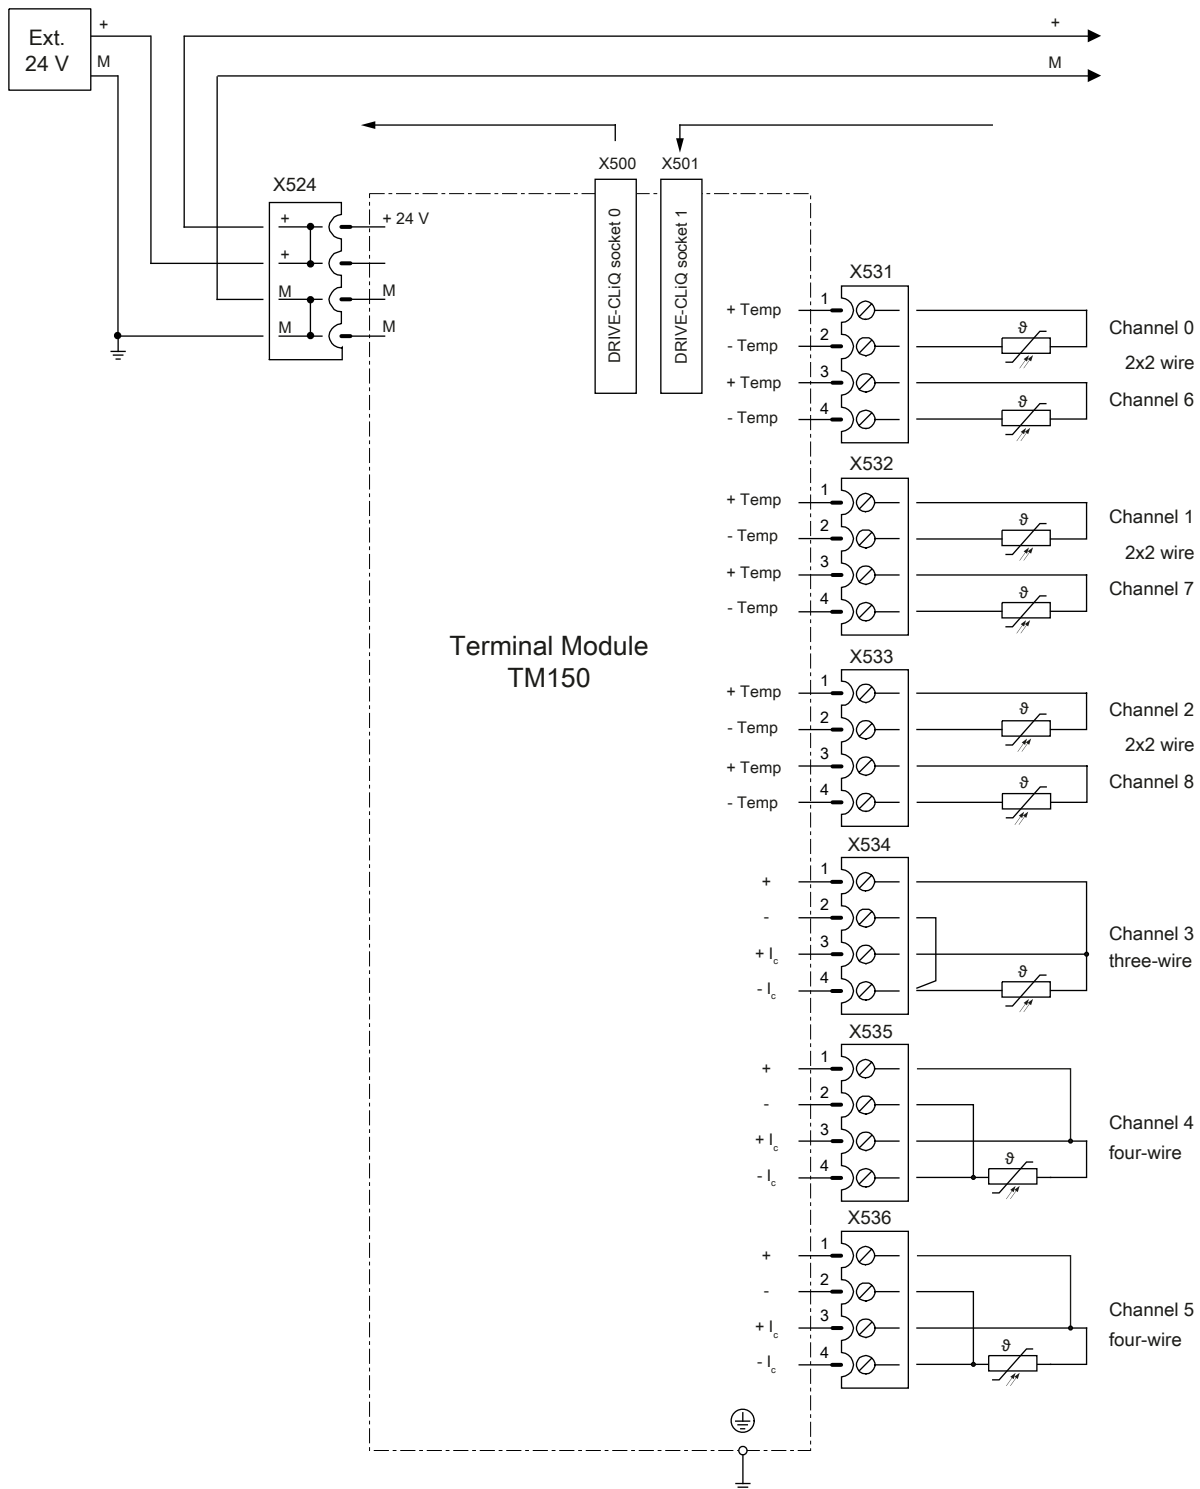 +
+
Ext.
24 V
M
M
X500
X501
X524
DRIVE-CLiQ socket 0
DRIVE-CLiQ socket 1
+
+ 24 V
+
M
M
M
M
X531
+ Temp
1
- Temp
2
+ Temp
3
- Temp
4
ϑ
ϑ
Channel 0
2x2 wire
Channel 6
X532
+ Temp
1
- Temp
2
+ Temp
3
- Temp
4
ϑ
ϑ
Channel 1
2x2 wire
Channel 7
Terminal Module
TM150
X533
+ Temp
1
- Temp
2
+ Temp
3
- Temp
4
ϑ
ϑ
Channel 2
2x2 wire
Channel 8
X534
+
1
-
2
+ Ic
3
- Ic
4
ϑ
Channel 3
three-wire
X535
+
1
-
2
+ Ic
3
- Ic
4
ϑ
Channel 4
four-wire
X536
+
1
-
2
+ Ic
3
- Ic
4
ϑ
Channel 5
four-wire